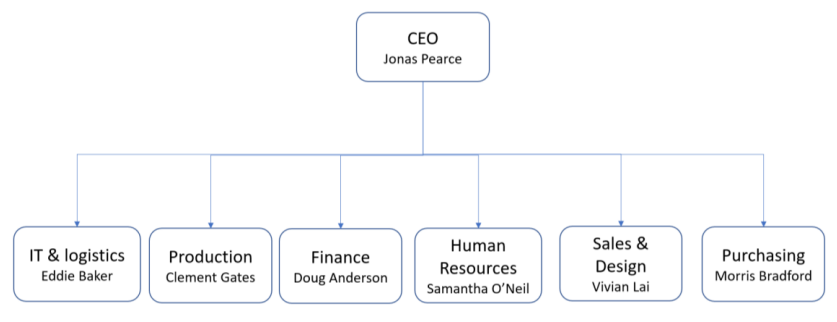 CEO
Jonas Pearce
IT & logistics
Eddie Baker
Production
Clement Gates
Finance
Doug Anderson
Human
Resources
Samantha O'Neil
Sales &
Design
Vivian Lai
Purchasing
Morris Bradford